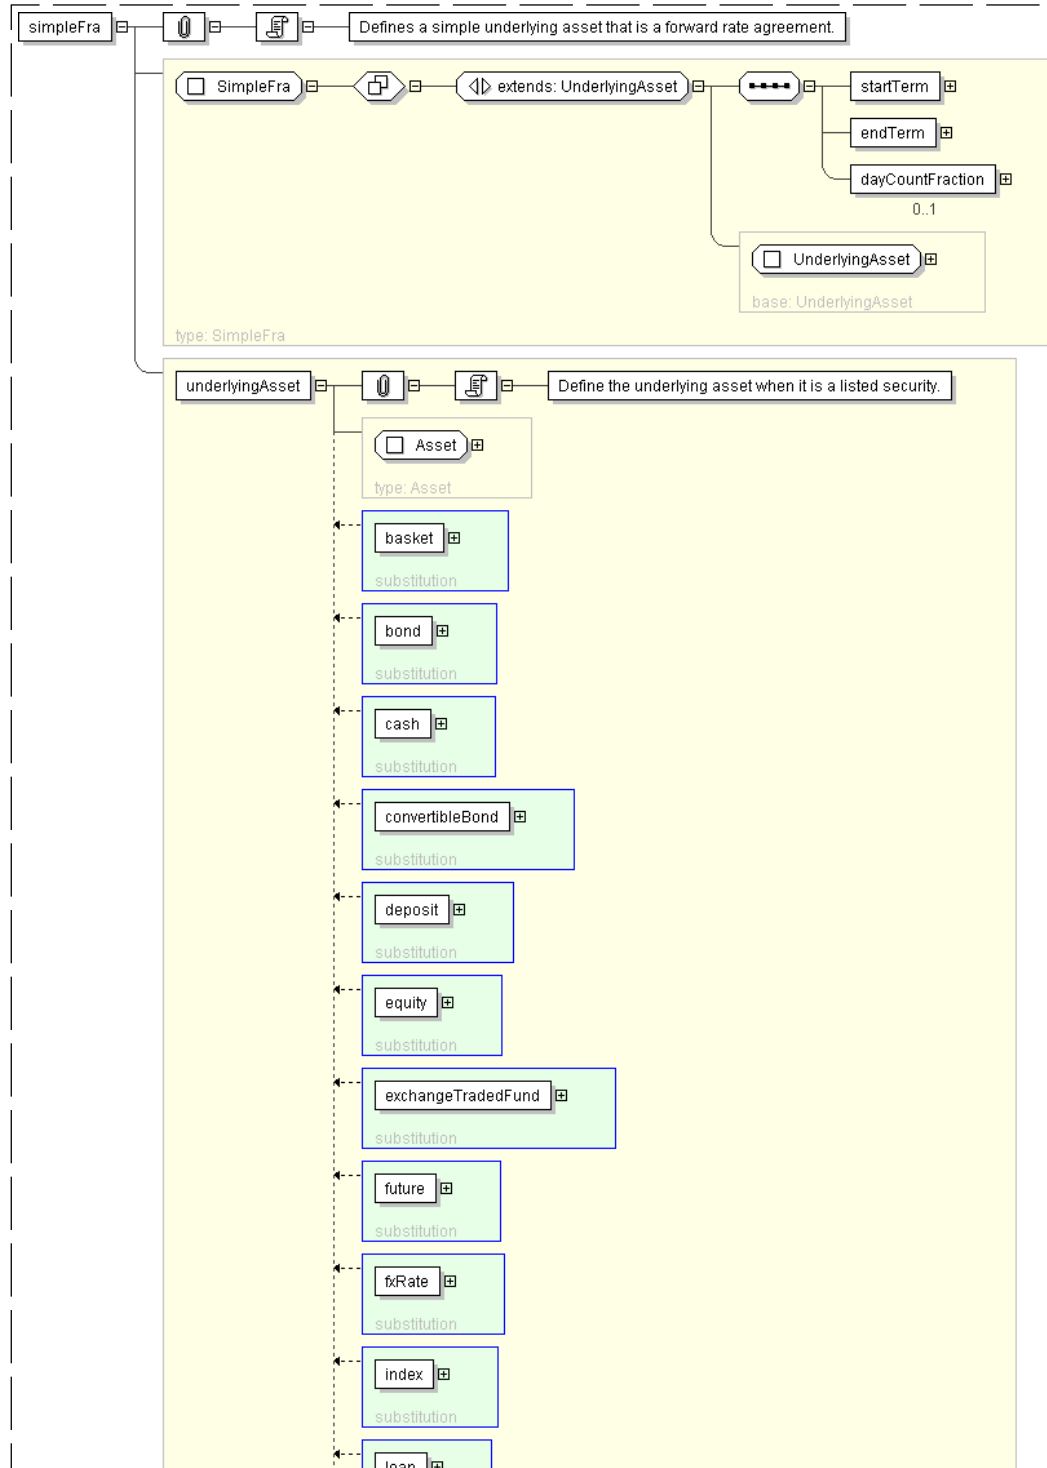 simpleFra
Defines a simple underlying asset that is a forward rate agreement.
SimpleFra
extends: UnderlyingAsset
startTerm
endTerm
dayCountFraction
0..1
UnderlyingAsset
base: UnderlyingAsset
type: SimpleFra
underlyingAsset
Define the underlying asset when it is a listed security.
Asset
type: Asset
basket
substitution
bond
substitution
cash
substitution
convertibleBond
substitution
deposit
substitution
equity
substitution
exchangeTradedFund
substitution
future
substitution
fxRate
substitution
index
substitution
loan